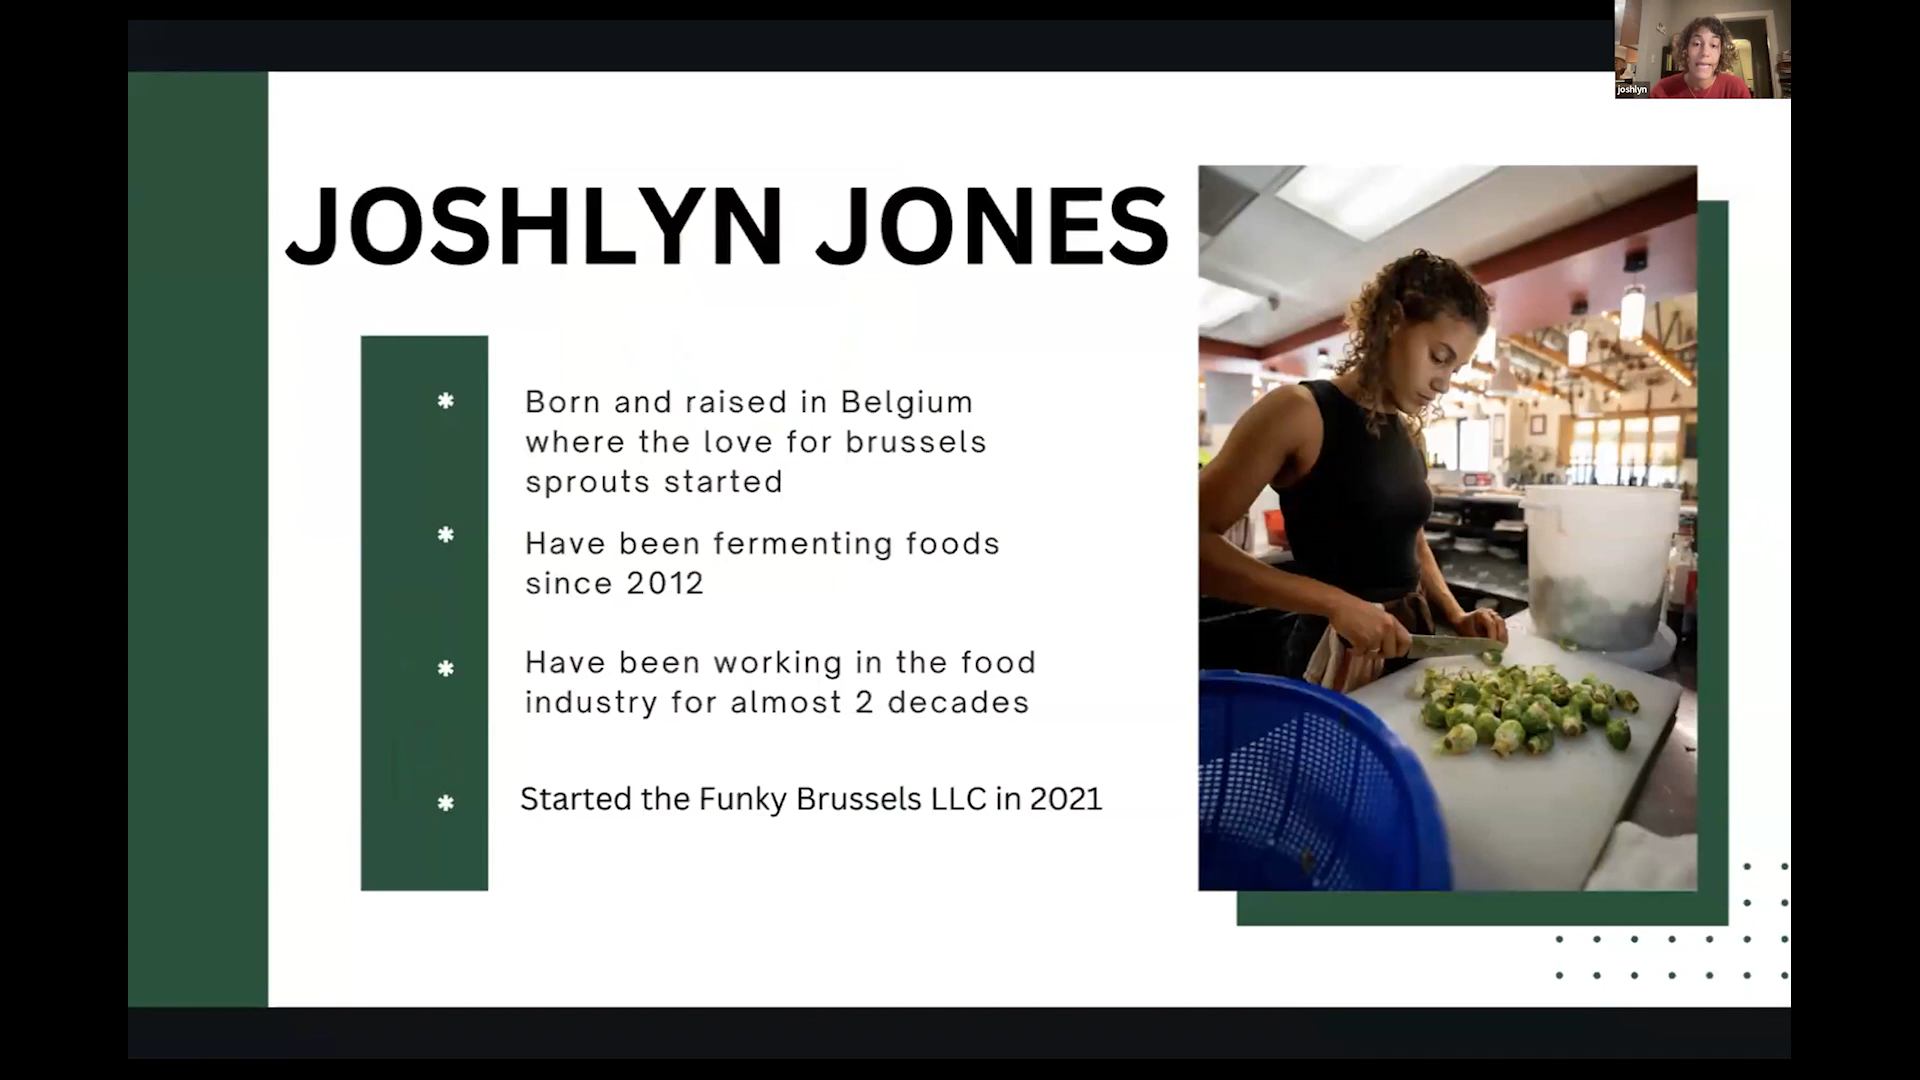 joshlyn
JOSHLYN JONES
* Born and raised in Belgium
where the love for brussels
sprouts started
* Have been fermenting foods
since 2012
* Have been working in the food
industry for almost 2 decades
* Started the Funky Brussels LLC in 2021